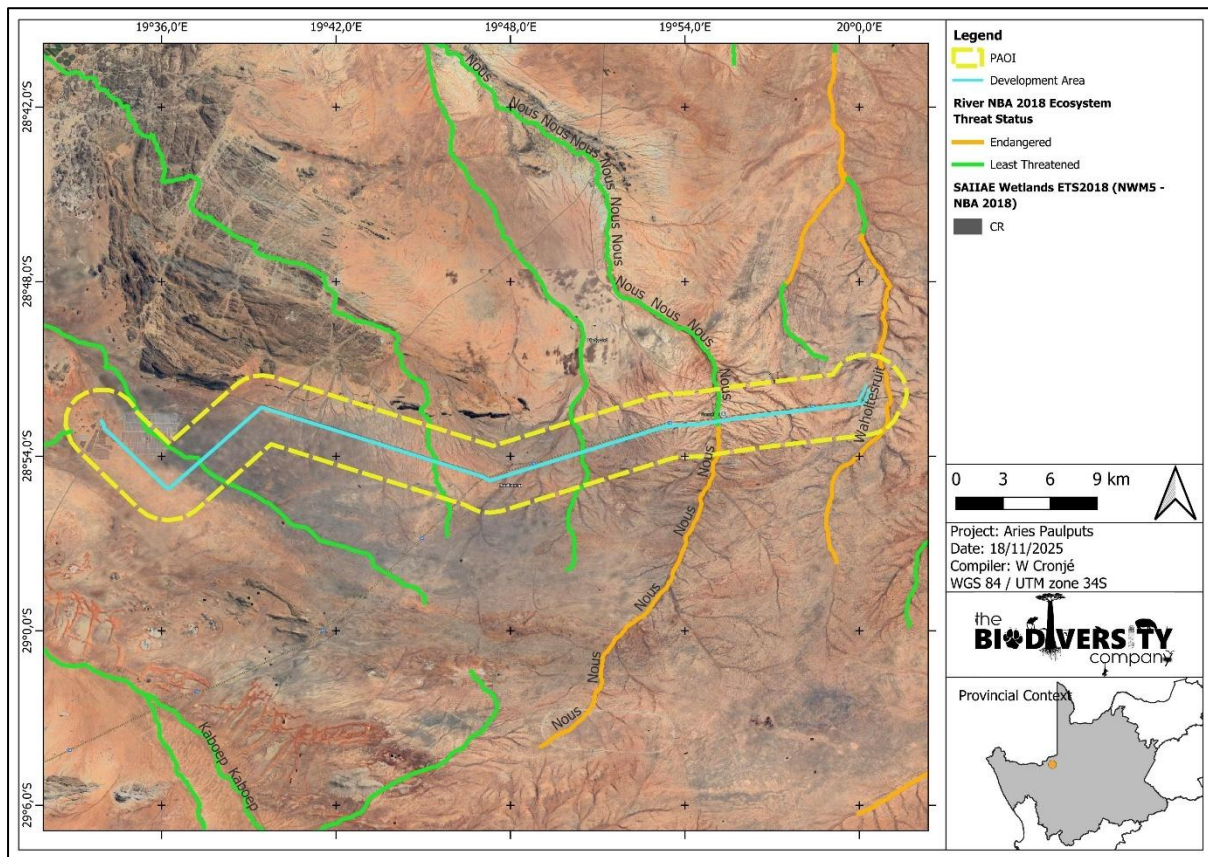 19°36,0'E
19°42,0'E
19°48,0'E
19°54,0'E
20°0,0'E
28°42,0'S
28°48,0'S
28°54,0'S
29°0,0'S
29°6,0'S
Nous
Nous Nous Nous Nous
Nous
Nous Nous
Nous Nous Nous Nous
Nous
Nous
Nous
Nous
Nous
Nous
Waholtesruit
Kaboep Kaboep
Legend
PAOI
Development Area
River NBA 2018 Ecosystem
Threat Status
Endangered
Least Threatened
SAIIAE Wetlands ETS2018 (NWM5 -
NBA 2018)
CR
0 3 6 9 km
Project: Aries Paulputs
Date: 18/11/2025
Compiler: W Cronjé
WGS 84 / UTM zone 34S
the
BIODIVERSITY
company
Provincial Context